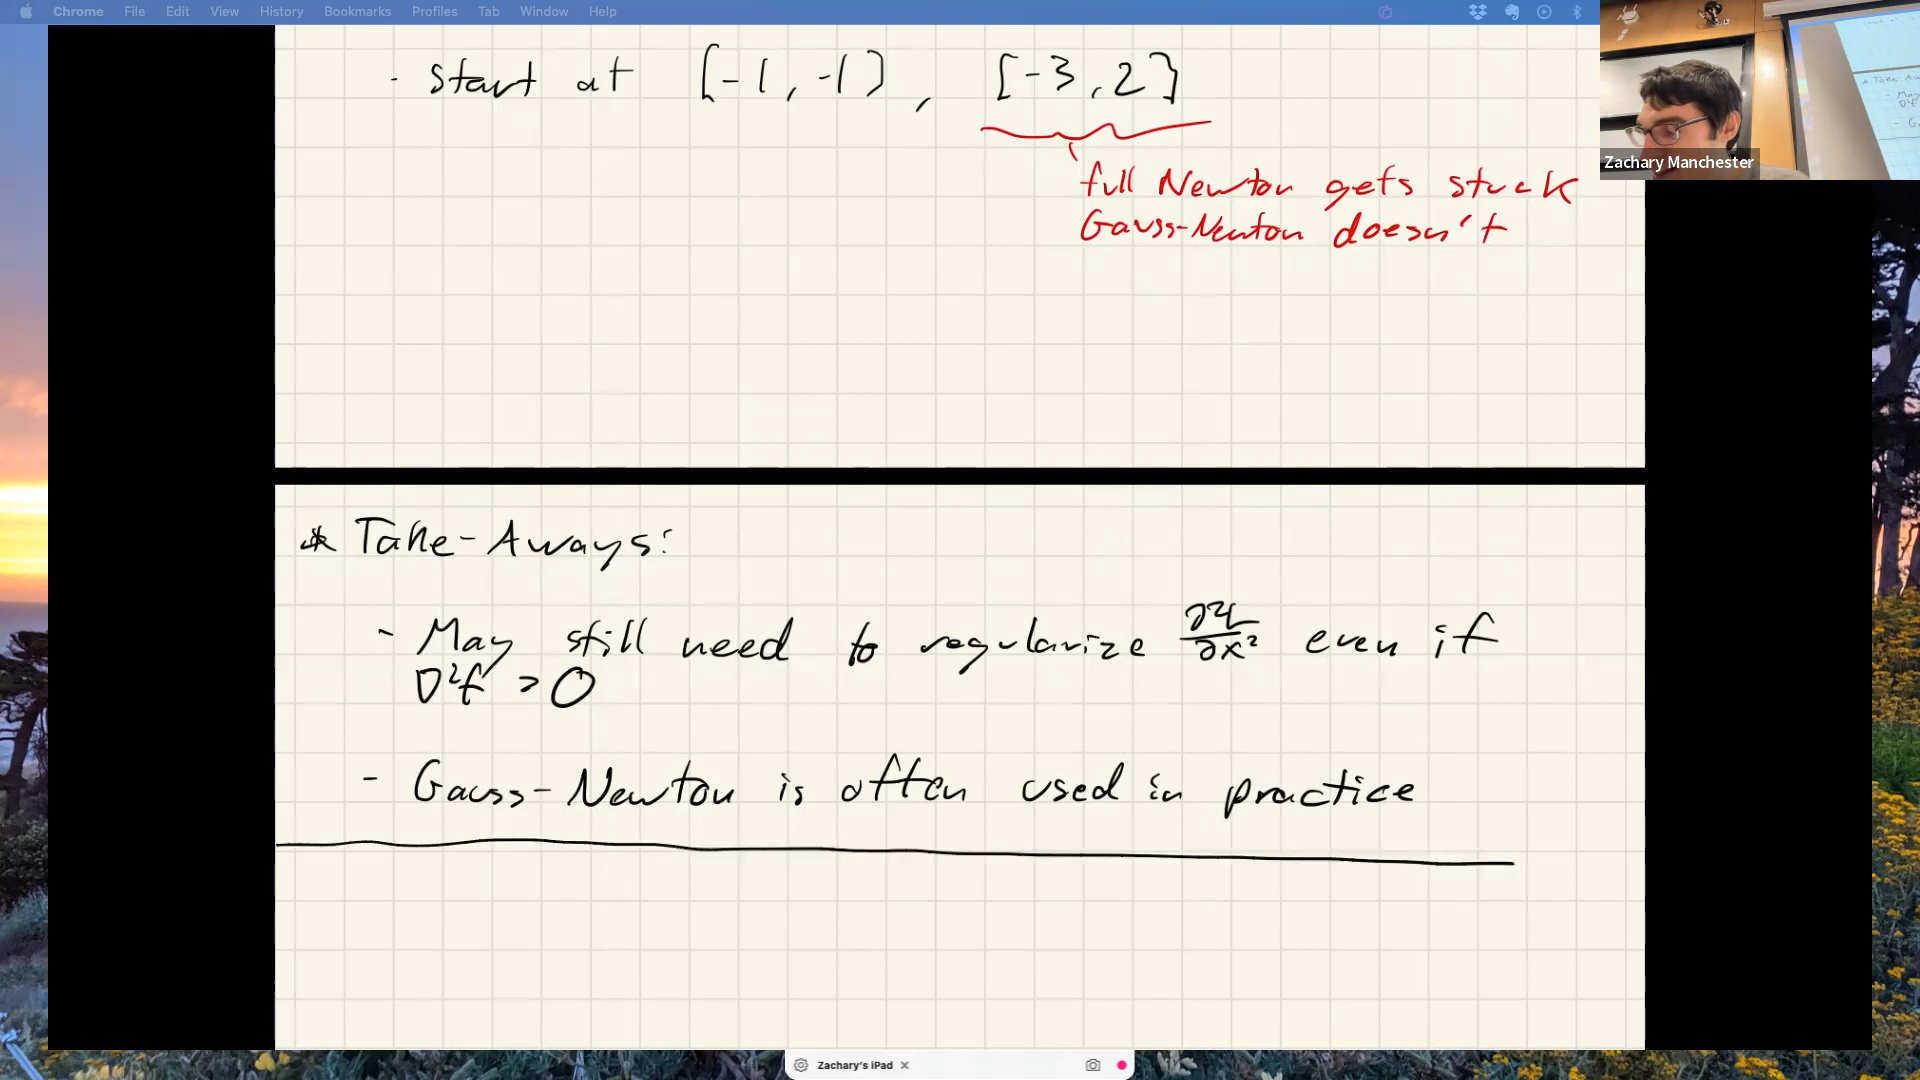 Chrome File Edit View History Bookmarks Profiles Tab Window Help
· start at [-1, -1] , [-3, 2]
full Newton gets stuck
Gauss-Newton doesn't
Zachary Manchester
* Take-Aways:
- May still need to regularize ∂²L/∂x² even if
∇²f > 0
- Gauss-Newton is often used in practice
Zachary's iPad